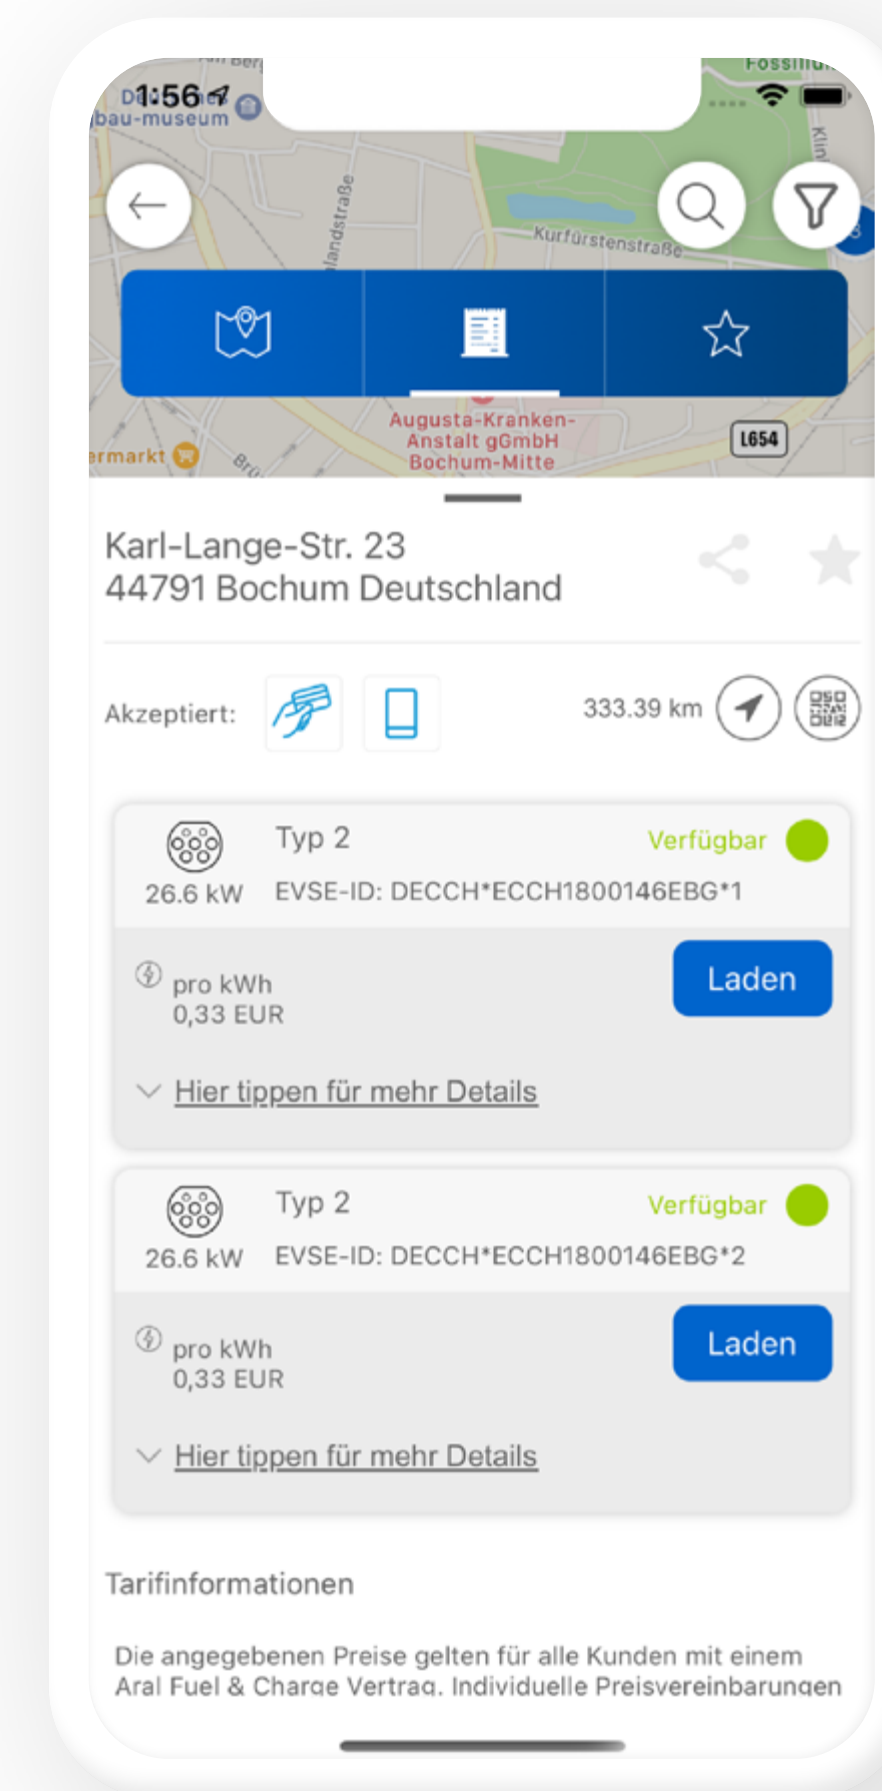 1:56
bau-museum
Kurfürstenstraße
Augusta-Kranken-
Anstalt gGmbH
Bochum-Mitte
L654
Karl-Lange-Str. 23
44791 Bochum Deutschland
Akzeptiert:
333.39 km
Typ 2
Verfügbar
26.6 kW
EVSE-ID: DECCH*ECCH1800146EBG*1
pro kWh
0,33 EUR
Laden
Hier tippen für mehr Details
Typ 2
Verfügbar
26.6 kW
EVSE-ID: DECCH*ECCH1800146EBG*2
pro kWh
0,33 EUR
Laden
Hier tippen für mehr Details
Tarifinformationen
Die angegebenen Preise gelten für alle Kunden mit einem
Aral Fuel & Charge Vertrag. Individuelle Preisvereinbarungen